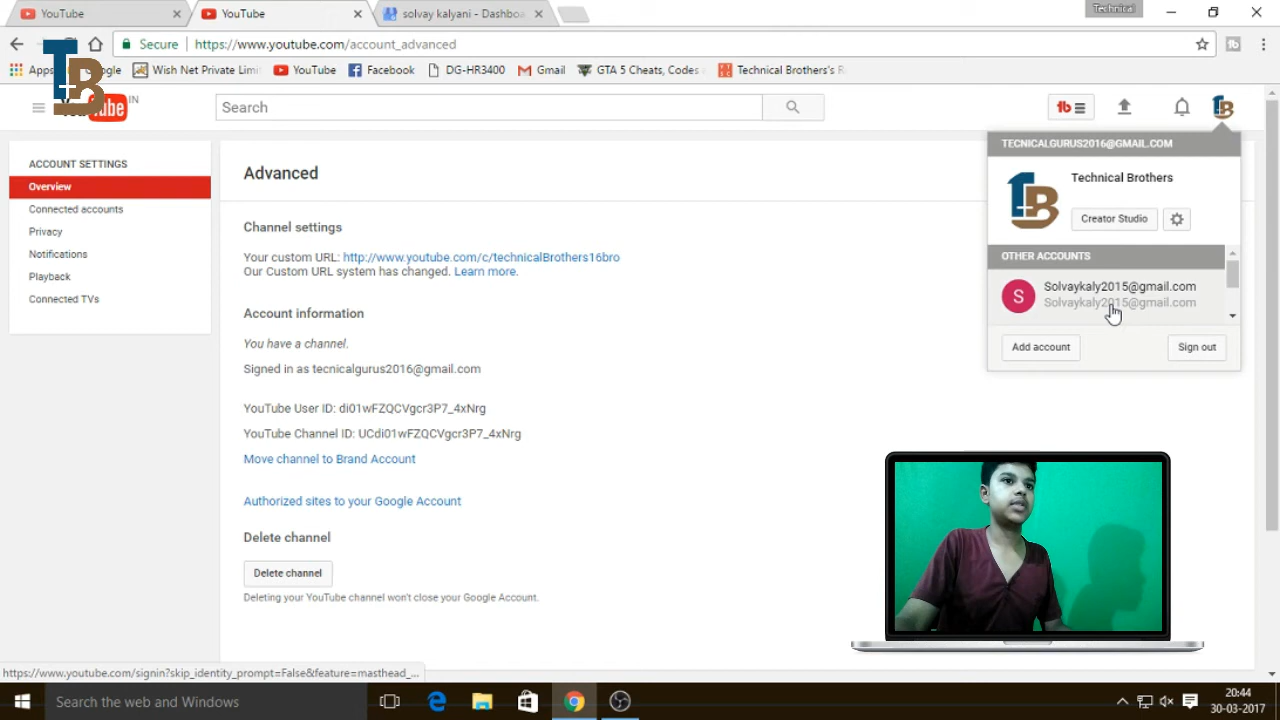 YouTube
YouTube
solvay kalyani - Dashboa
Technical
Secure
https://www.youtube.com/account_advanced
Apps
Wish Net Private Limi
YouTube
Facebook
DG-HR3400
Gmail
GTA 5 Cheats, Codes
Technical Brothers's R
IN
Search
TECNICALGURUS2016@GMAIL.COM
Technical Brothers
Creator Studio
OTHER ACCOUNTS
S
Solvaykaly2015@gmail.com
Solvaykaly2015@gmail.com
Add account
Sign out
ACCOUNT SETTINGS
Overview
Connected accounts
Privacy
Notifications
Playback
Connected TVs
Advanced
Channel settings
Your custom URL: http://www.youtube.com/c/technicalBrothers16bro
Our Custom URL system has changed. Learn more.
Account information
You have a channel.
Signed in as tecnicalgurus2016@gmail.com
YouTube User ID: di01wFZQCVgcr3P7_4xNrg
YouTube Channel ID: UCdi01wFZQCVgcr3P7_4xNrg
Move channel to Brand Account
Authorized sites to your Google Account
Delete channel
Delete channel
Deleting your YouTube channel won't close your Google Account.
https://www.youtube.com/signin?skip_identity_prompt=False&feature=masthead_...
Search the web and Windows
20:44
30-03-2017